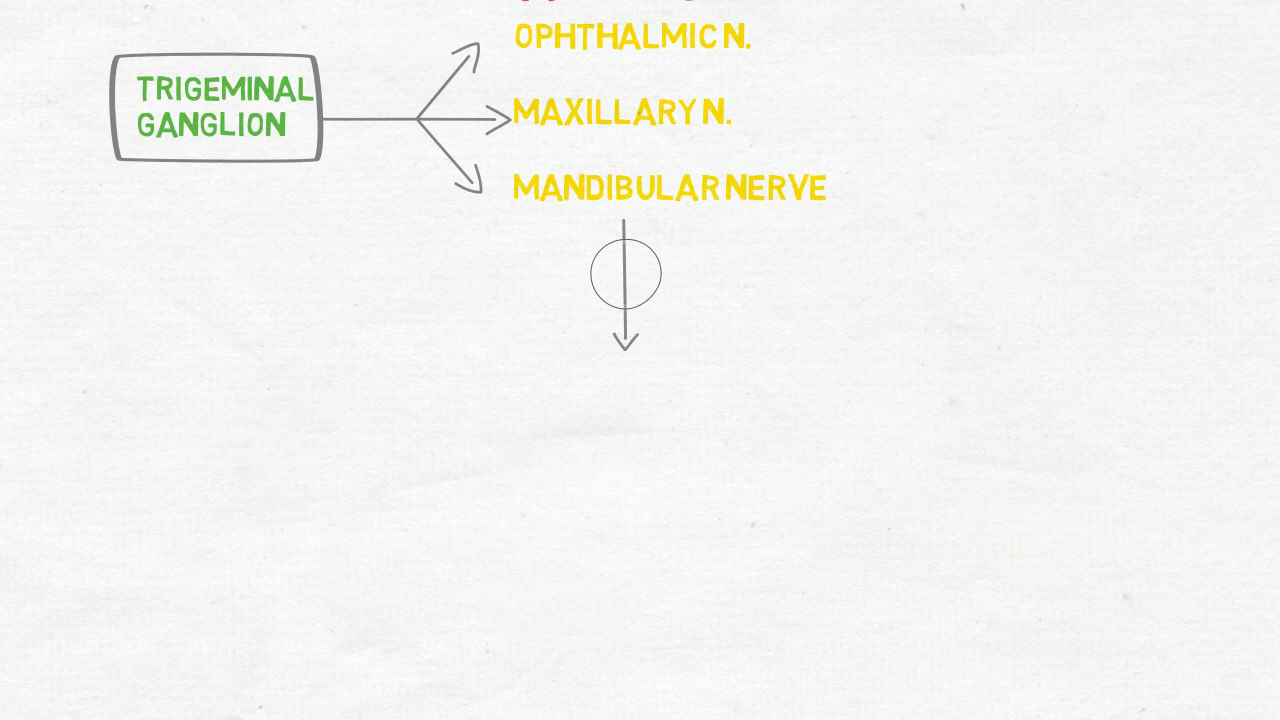 OPHTHALMIC N.
TRIGEMINAL
GANGLION
MAXILLARY N.
MANDIBULAR NERVE